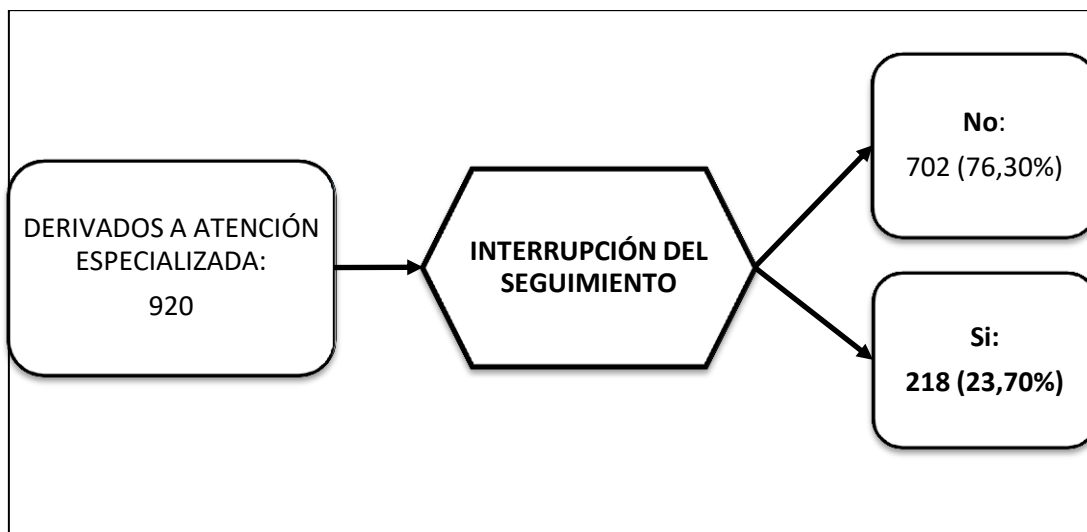 DERIVADOS A ATENCIÓN
ESPECIALIZADA:
920
INTERRUPCIÓN DEL
SEGUIMIENTO
No:
702 (76,30%)
Si:
218 (23,70%)